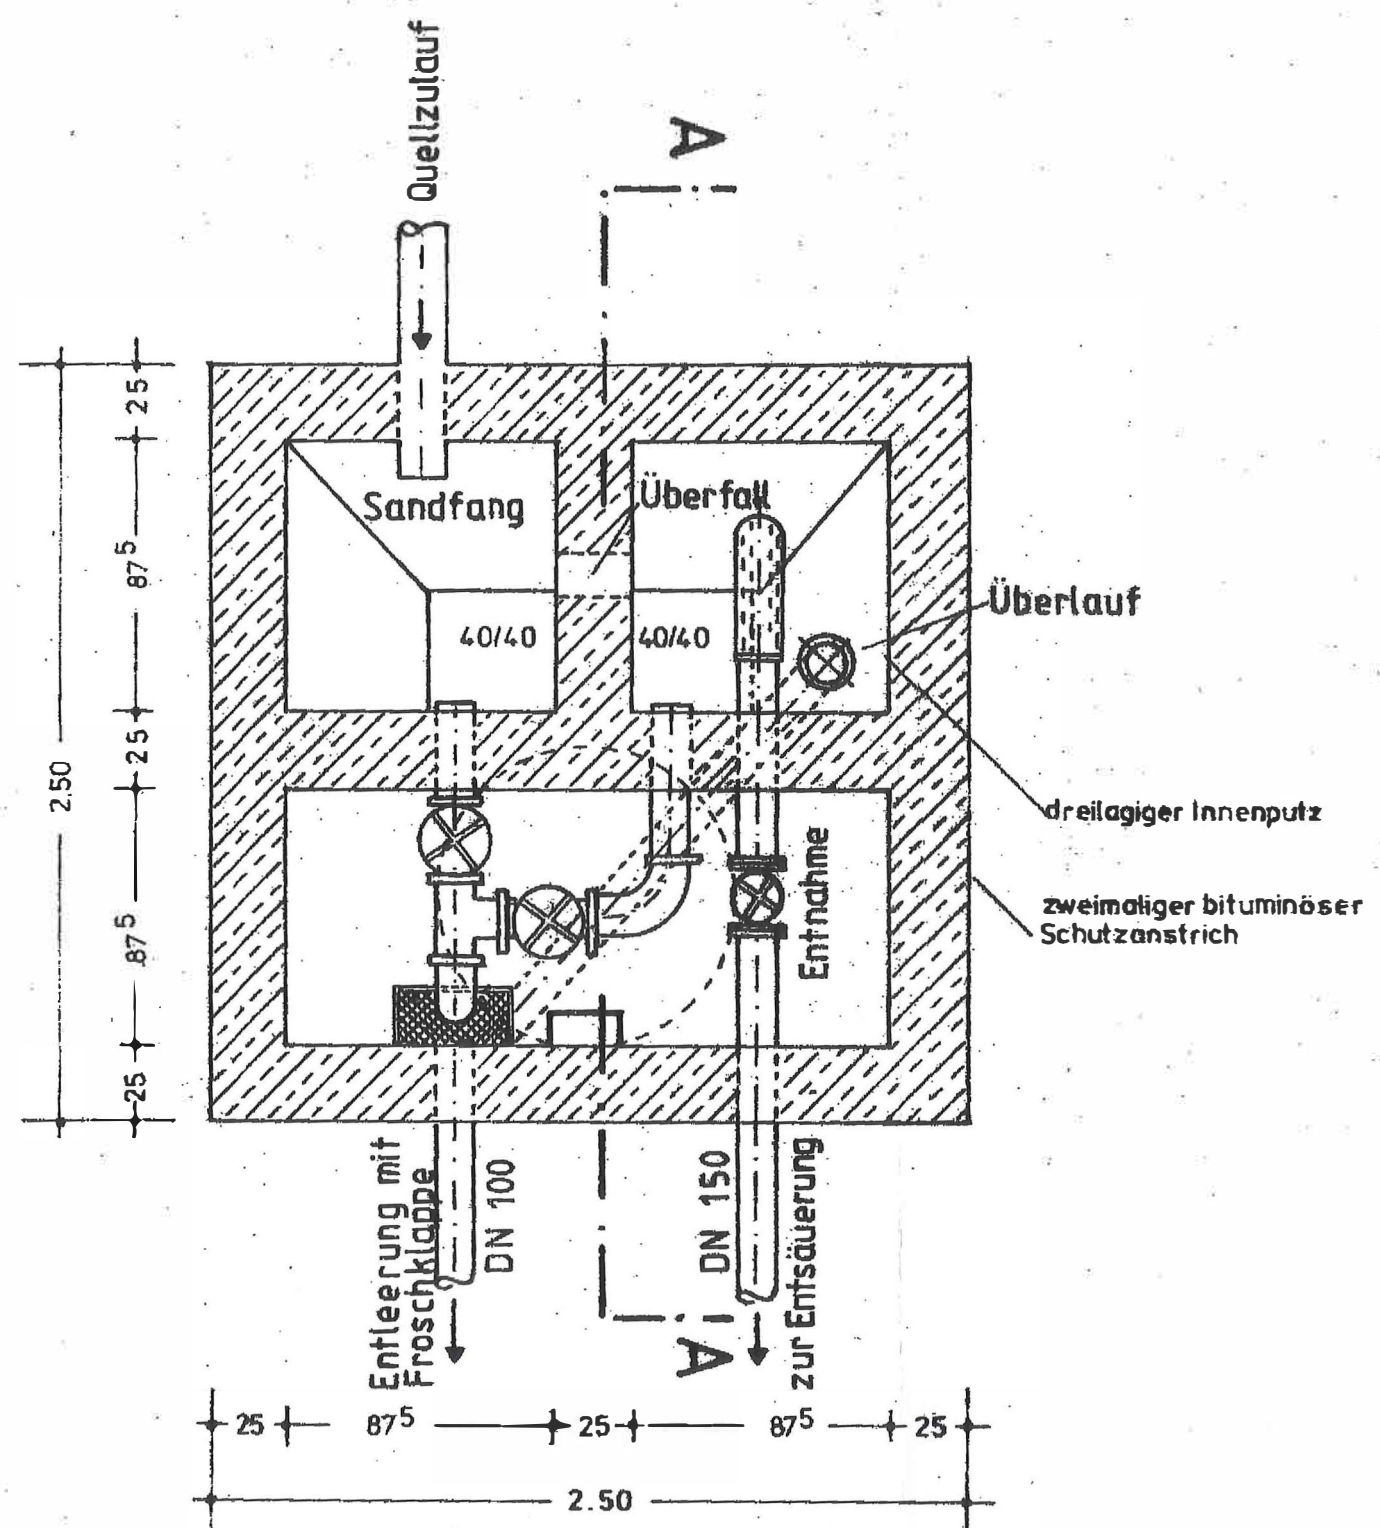 Quellzulauf
A
25
87⁵
25
87⁵
25
2.50
Sandfang
Überfall
40/40
40/40
Überlauf
dreilagiger Innenputz
zweimaliger bituminöser
Schutzanstrich
Entnahme
Entleerung mit
Froschklappe
DN 100
DN 150
zur Entsäuerung
A
25
87⁵
25
87⁵
25
2.50